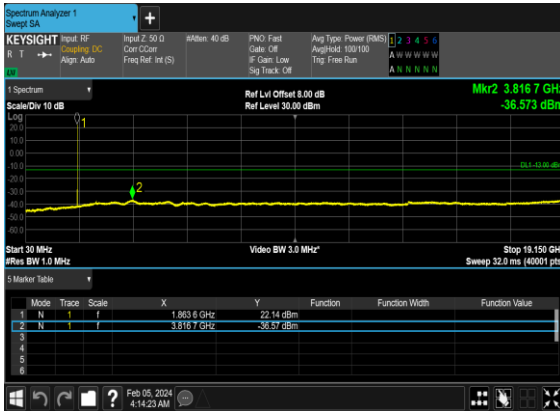 Spectrum Analyzer 1
Swept SA
+
KEYSIGHT Input: RF Input Z: 50 Ω #Atten: 40 dB PNO: Fast Avg Type: Power (RMS) 1 2 3 4 5 6
R T Coupling: DC Corr CCorr Gate: Off Avg|Hold: 100/100 A W W W W W
Align: Auto Freq Ref: Int (S) IF Gain: Low Trig: Free Run
Sig Track: Off A N N N N N
1 Spectrum
Scale/Div 10 dB
Ref Lvl Offset 8.00 dB
Ref Level 30.00 dBm
Mkr2 3.816 7 GHz
-36.573 dBm
Log
20.0
10.0
0.00
-10.0
-20.0
-30.0
-40.0
-50.0
-60.0
1
2
DL1 -13.00 dBm
Start 30 MHz Video BW 3.0 MHz* Stop 19.150 GHz
#Res BW 1.0 MHz Sweep 32.0 ms (40001 pts)
5 Marker Table
Mode Trace Scale X Y Function Function Width Function Value
1 N 1 f 1.863 6 GHz 22.14 dBm
2 N 1 f 3.816 7 GHz -36.57 dBm
3
4
5
6
? Feb 05, 2024
4:14:23 AM